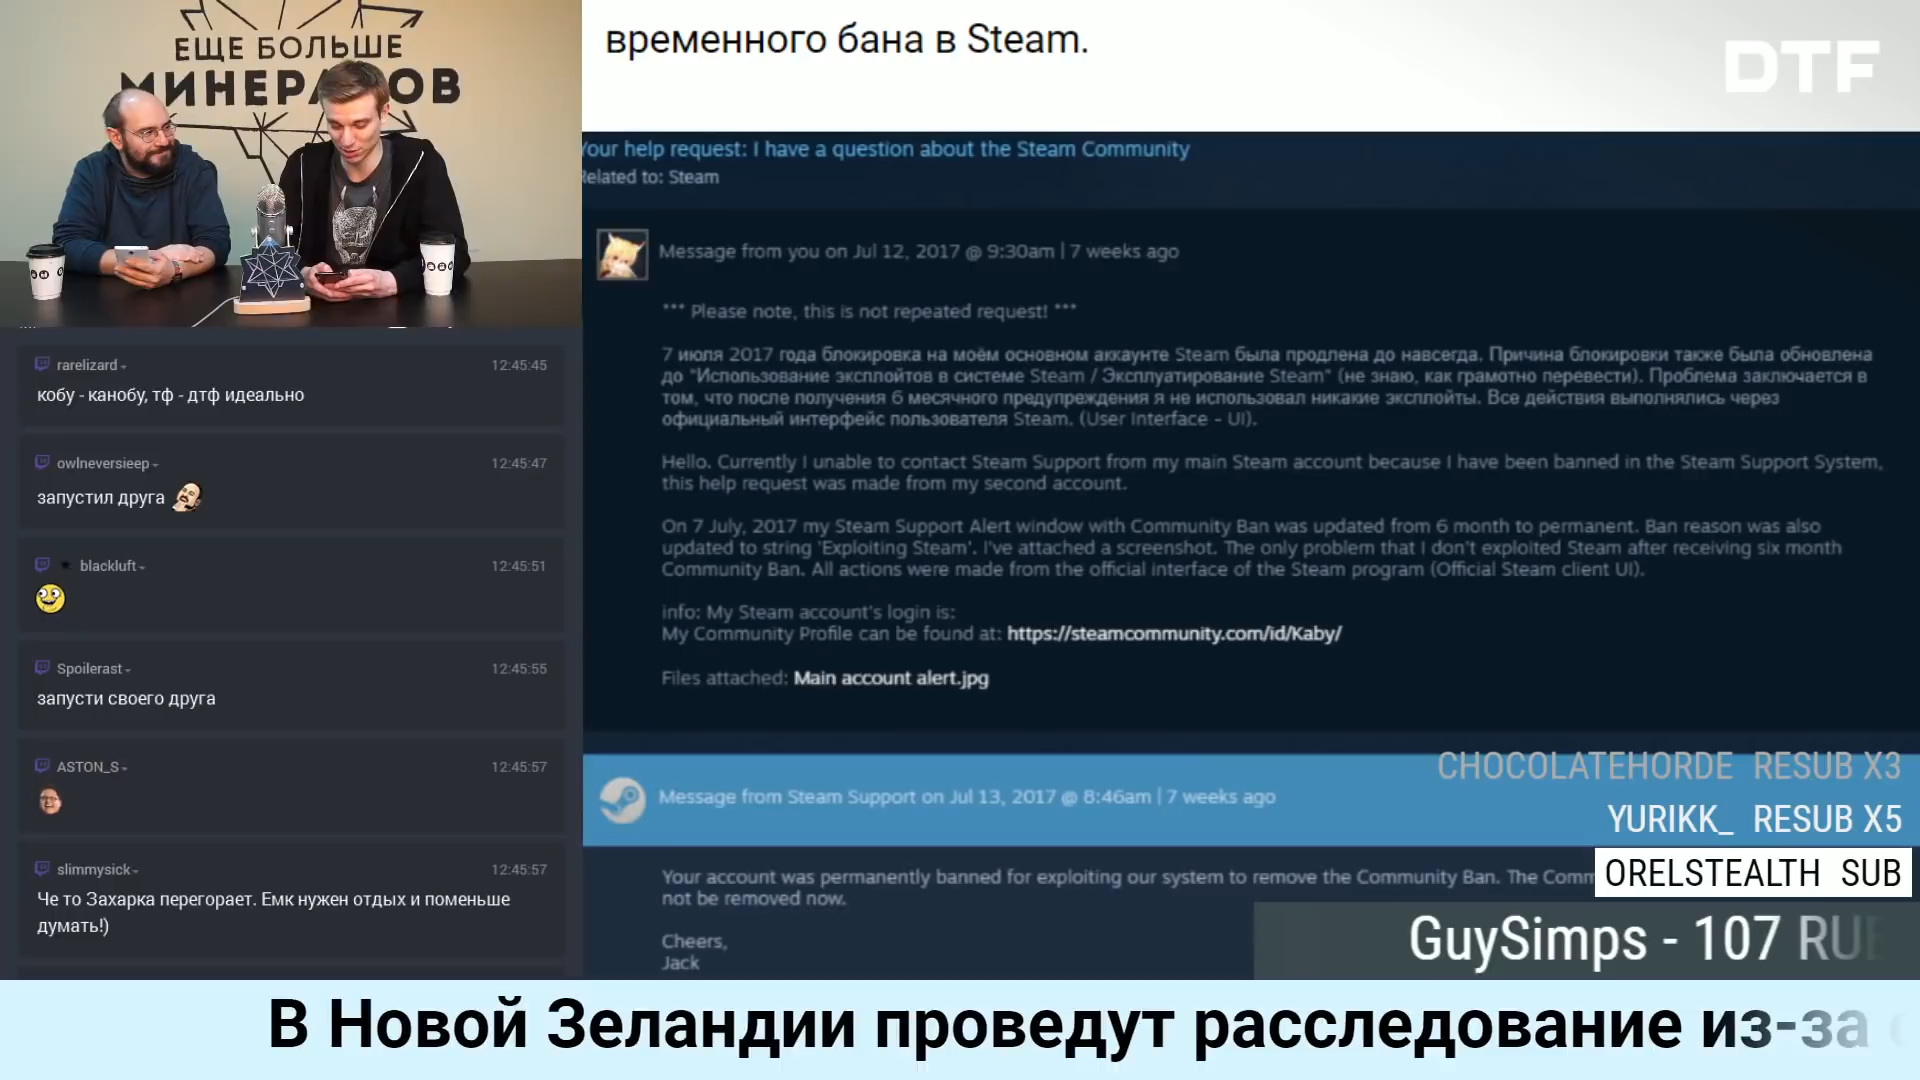 ЕЩЕ БОЛЬШЕ
временного бана в Steam.
DTF
Your help request: I have a question about the Steam Community
Related to: Steam
Message from you on Jul 12, 2017 @ 9:30am | 7 weeks ago
*** Please note, this is not repeated request! ***
7 июля 2017 года блокировка на моём основном аккаунте Steam была продлена до навсегда. Причина блокировки также была обновлена
до "Использование эксплойтов в системе Steam / Эксплуатирование Steam" (не знаю, как грамотно перевести). Проблема заключается в
том, что после получения 6 месячного предупреждения я не использовал никакие эксплойты. Все действия выполнялись через
официальный интерфейс пользователя Steam. (User Interface - UI).
Hello. Currently I unable to contact Steam Support from my main Steam account because I have been banned in the Steam Support System,
this help request was made from my second account.
On 7 July, 2017 my Steam Support Alert window with Community Ban was updated from 6 month to permanent. Ban reason was also
updated to string 'Exploiting Steam'. I've attached a screenshot. The only problem that I don't exploited Steam after receiving six month
Community Ban. All actions were made from the official interface of the Steam program (Official Steam client UI).
info: My Steam account's login is:
My Community Profile can be found at: https://steamcommunity.com/id/Kaby/
Files attached: Main account alert.jpg
Message from Steam Support on Jul 13, 2017 @ 8:46am | 7 weeks ago
Your account was permanently banned for exploiting our system to remove the Community Ban. The Comm
not be removed now.
Cheers,
Jack
rarelizard 12:45:45
кобу - канобу, тф - дтф идеально
owlneversieep 12:45:47
запустил друга
blackluft 12:45:51
Spoilerast 12:45:55
запусти своего друга
ASTON_S 12:45:57
slimmysick 12:45:57
Че то Захарка перегорает. Емк нужен отдых и поменьше
думать!)
CHOCOLATEHORDE RESUB X3
YURIKK_ RESUB X5
ORELSTEALTH SUB
GuySimps - 107 RUB
В Новой Зеландии проведут расследование из-за